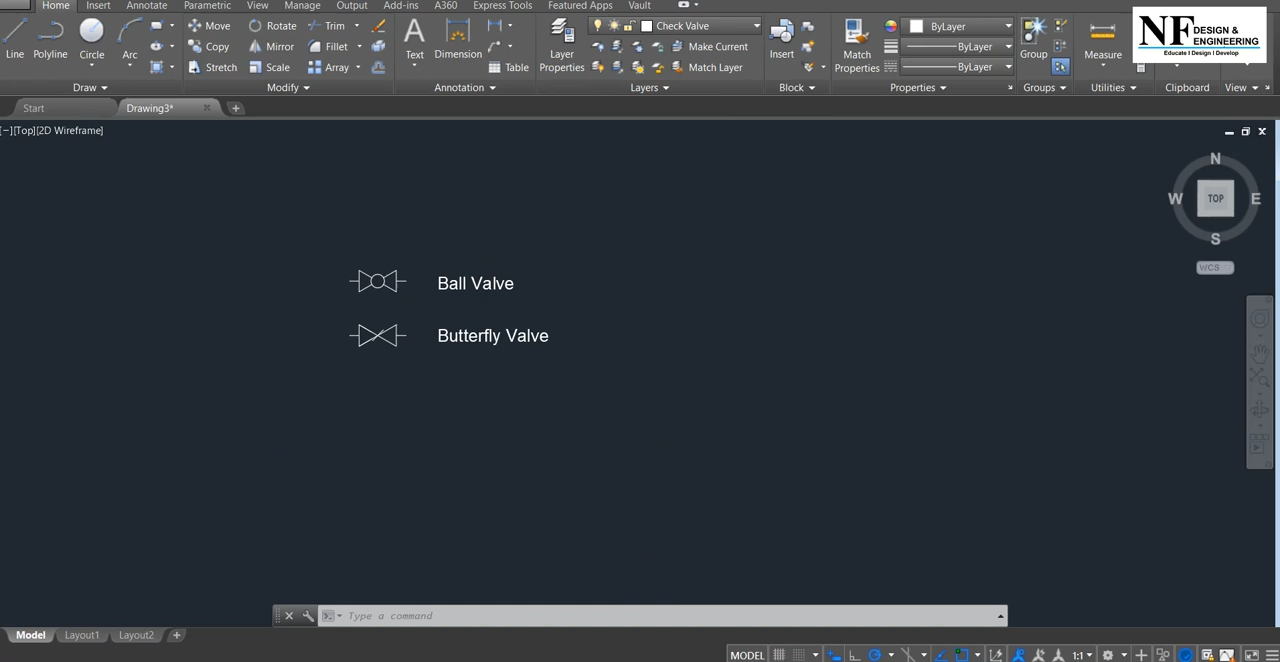 Home Insert Annotate Parametric View Manage Output Add-ins A360 Express Tools Featured Apps Vault
Line Polyline Circle Arc
Move Rotate Trim
Copy Mirror Fillet
Stretch Scale Array
Text Dimension Table
Layer Properties
Check Valve
Make Current
Match Layer
Insert
Match Properties
ByLayer
ByLayer
ByLayer
Group
Measure
NF DESIGN & ENGINEERING
Educate I Design I Develop
Draw Modify Annotation Layers Block Properties Groups Utilities Clipboard View
Start Drawing3*
[−][Top][2D Wireframe]
N
W TOP E
S
WCS
Ball Valve
Butterfly Valve
Type a command
Model Layout1 Layout2
MODEL 1:1